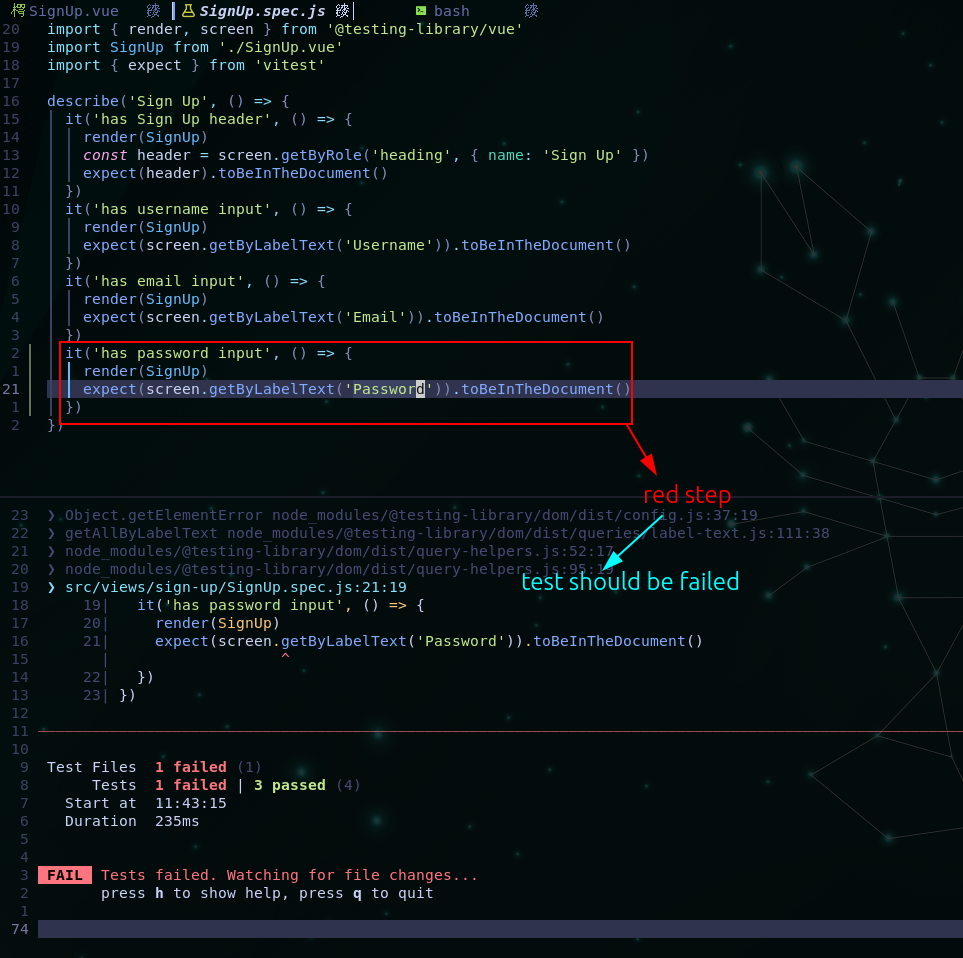 SignUp.vue SignUp.spec.js bash
20 import { render, screen } from '@testing-library/vue'
19 import SignUp from './SignUp.vue'
18 import { expect } from 'vitest'
17
16 describe('Sign Up', () => {
15 it('has Sign Up header', () => {
14 render(SignUp)
13 const header = screen.getByRole('heading', { name: 'Sign Up' })
12 expect(header).toBeInTheDocument()
11 })
10 it('has username input', () => {
9 render(SignUp)
8 expect(screen.getByLabelText('Username')).toBeInTheDocument()
7 })
6 it('has email input', () => {
5 render(SignUp)
4 expect(screen.getByLabelText('Email')).toBeInTheDocument()
3 })
2 it('has password input', () => {
1 render(SignUp)
21 expect(screen.getByLabelText('Password')).toBeInTheDocument()
1 })
2 })
red step
test should be failed
23 ❯ Object.getElementError node_modules/@testing-library/dom/dist/config.js:37:19
22 ❯ getAllByLabelText node_modules/@testing-library/dom/dist/queries/label-text.js:111:38
21 ❯ node_modules/@testing-library/dom/dist/query-helpers.js:52:17
20 ❯ node_modules/@testing-library/dom/dist/query-helpers.js:95:19
19 ❯ src/views/sign-up/SignUp.spec.js:21:19
18 19| it('has password input', () => {
17 20| render(SignUp)
16 21| expect(screen.getByLabelText('Password')).toBeInTheDocument()
15 | ^
14 22| })
13 23| })
12
11
10
9 Test Files 1 failed (1)
8 Tests 1 failed | 3 passed (4)
7 Start at 11:43:15
6 Duration 235ms
5
4
3 FAIL Tests failed. Watching for file changes...
2 press h to show help, press q to quit
1
74